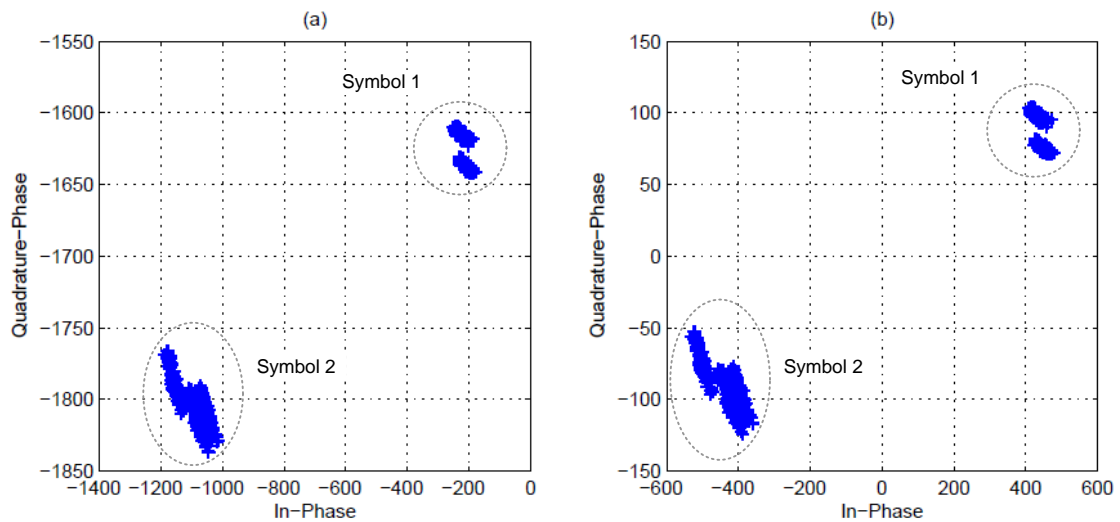 (a)
−1550
−1600
−1650
−1700
−1750
−1800
−1850
−1400 −1200 −1000 −800 −600 −400 −200 0
Quadrature−Phase
In−Phase
Symbol 1
Symbol 2
(b)
150
100
50
0
−50
−100
−150
−600 −400 −200 0 200 400 600
Quadrature−Phase
In−Phase
Symbol 1
Symbol 2